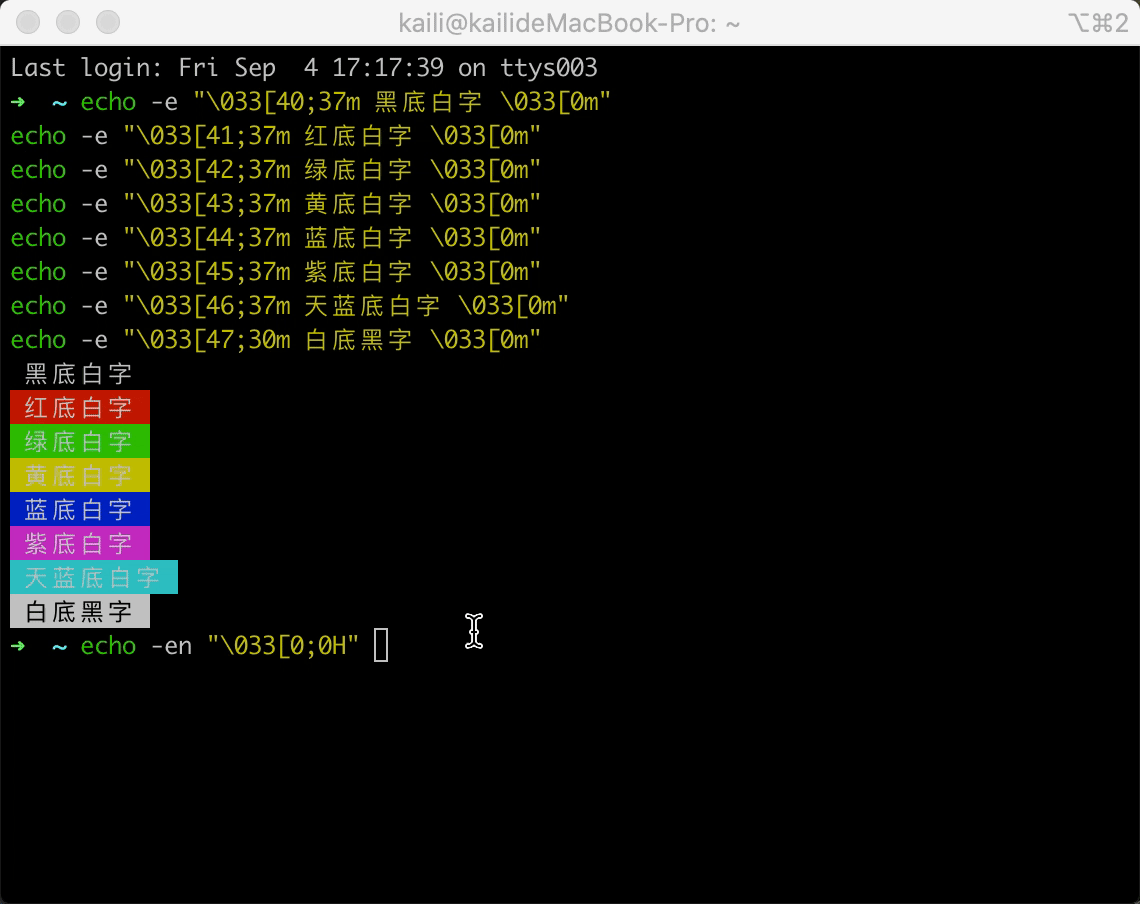 kaili@kailideMacBook-Pro: ~ ⌥⌘2
Last login: Fri Sep  4 17:17:39 on ttys003
➜  ~ echo -e "\033[40;37m 黑底白字 \033[0m"
echo -e "\033[41;37m 红底白字 \033[0m"
echo -e "\033[42;37m 绿底白字 \033[0m"
echo -e "\033[43;37m 黄底白字 \033[0m"
echo -e "\033[44;37m 蓝底白字 \033[0m"
echo -e "\033[45;37m 紫底白字 \033[0m"
echo -e "\033[46;37m 天蓝底白字 \033[0m"
echo -e "\033[47;30m 白底黑字 \033[0m"
黑底白字
红底白字
绿底白字
黄底白字
蓝底白字
紫底白字
天蓝底白字
白底黑字
➜  ~ echo -en "\033[0;0H"